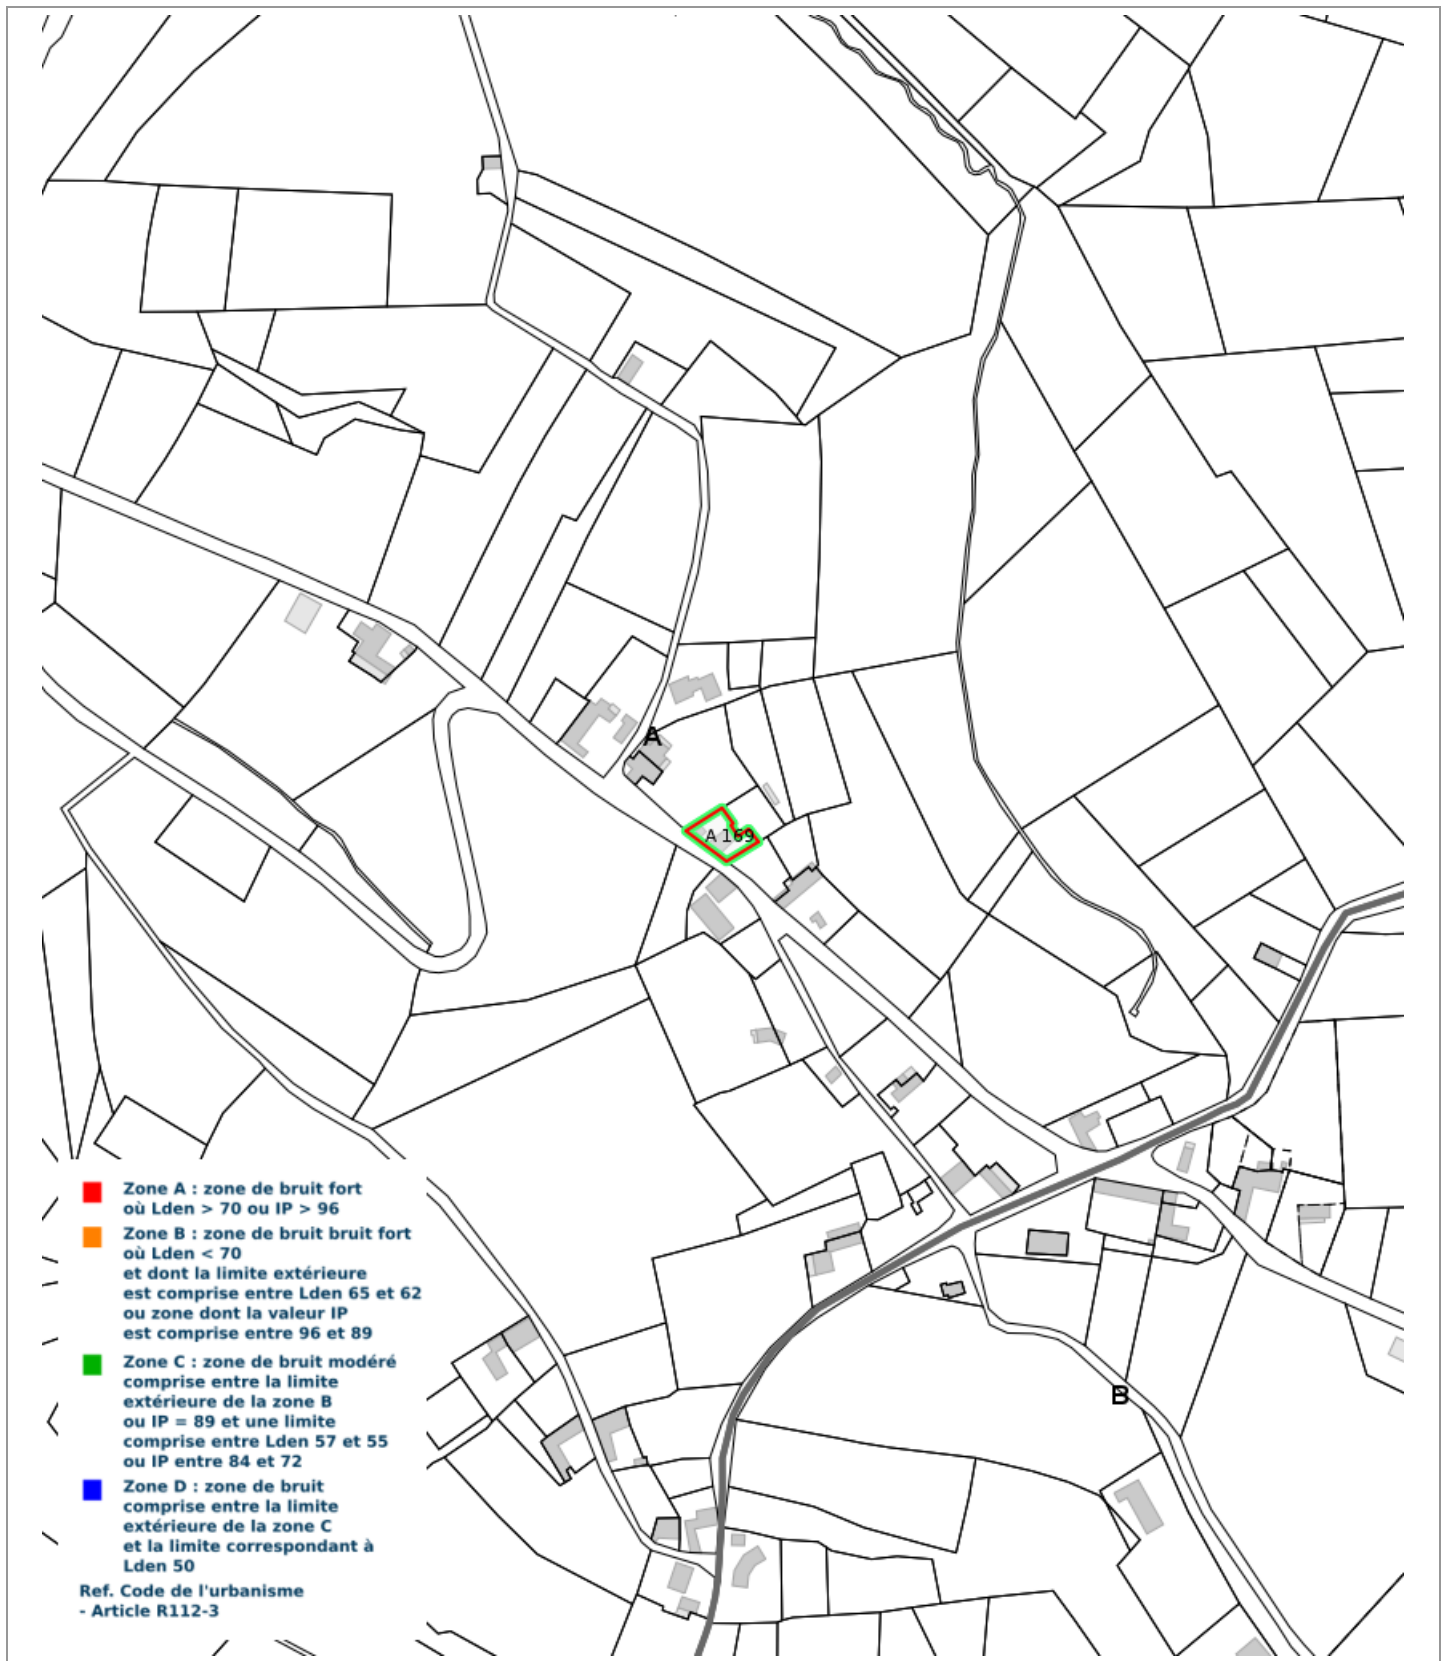 A
A 169
B
Zone A : zone de bruit fort
où Lden > 70 ou IP > 96
Zone B : zone de bruit bruit fort
où Lden < 70
et dont la limite extérieure
est comprise entre Lden 65 et 62
ou zone dont la valeur IP
est comprise entre 96 et 89
Zone C : zone de bruit modéré
comprise entre la limite
extérieure de la zone B
ou IP = 89 et une limite
comprise entre Lden 57 et 55
ou IP entre 84 et 72
Zone D : zone de bruit
comprise entre la limite
extérieure de la zone C
et la limite correspondant à
Lden 50
Ref. Code de l'urbanisme
- Article R112-3